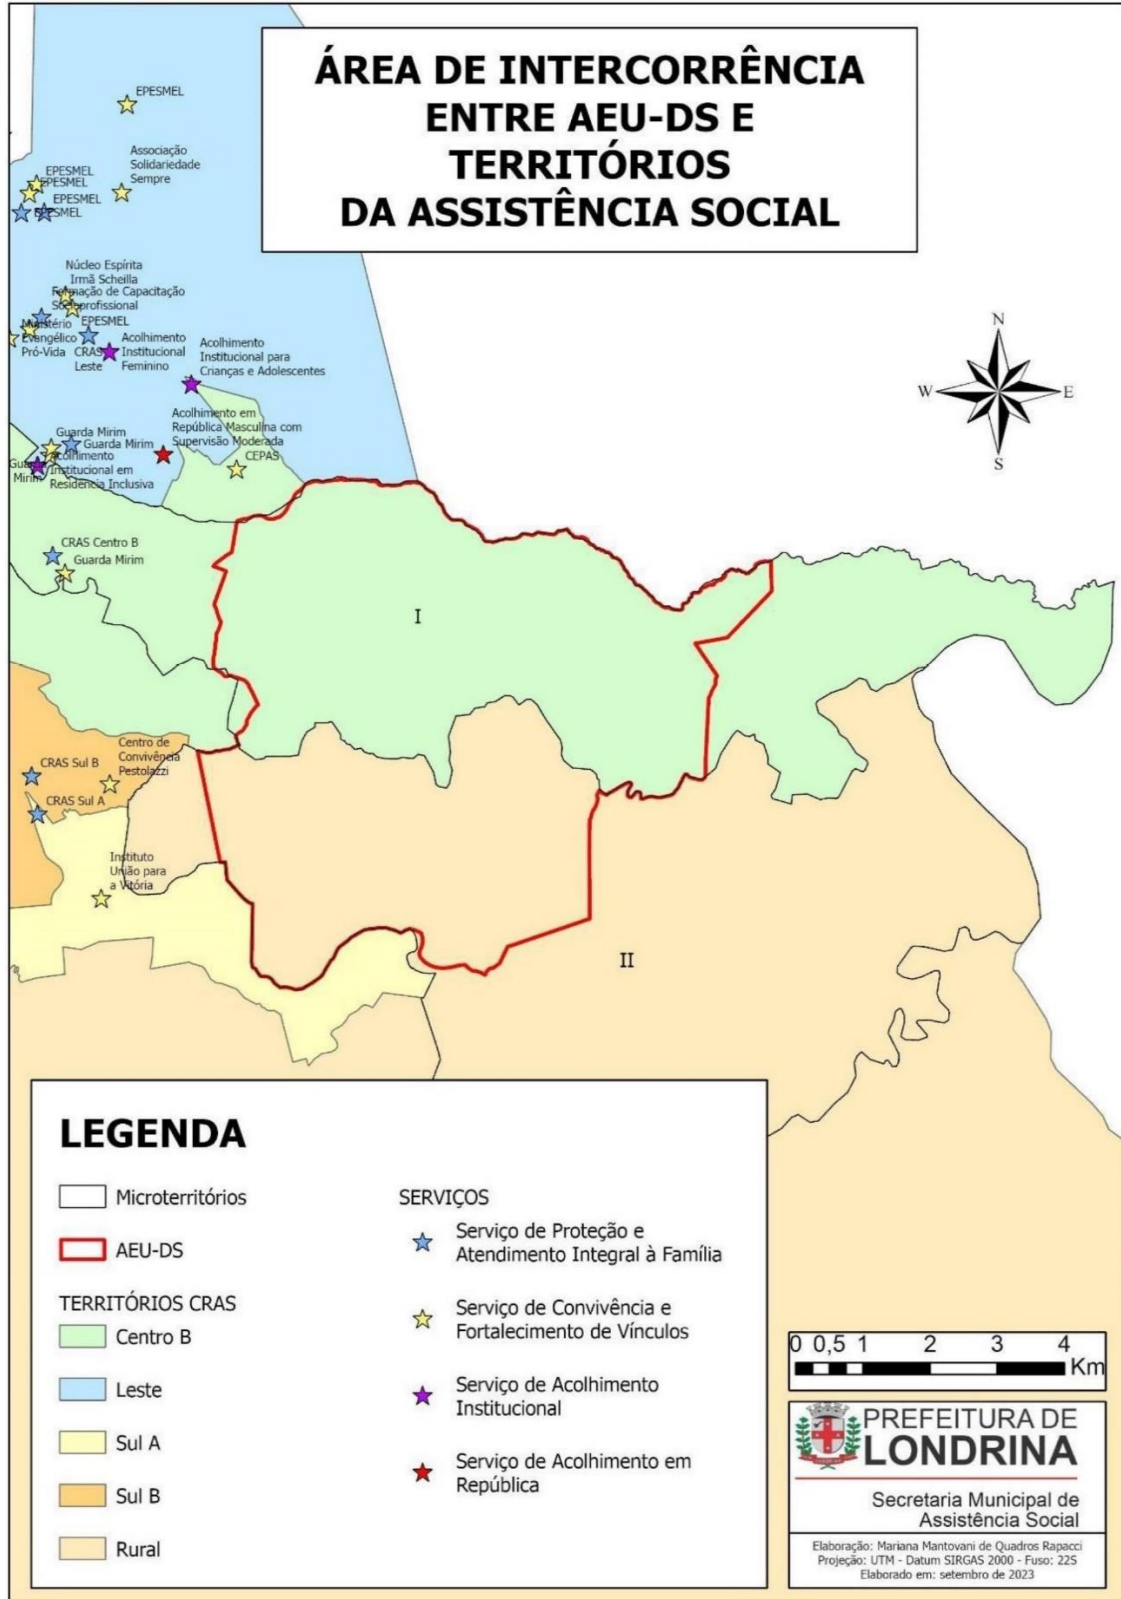 ÁREA DE INTERCORRÊNCIA
ENTRE AEU-DS E
TERRITÓRIOS
DA ASSISTÊNCIA SOCIAL
EPESMEL
Associação
Solidariedade
Sempre
EPESMEL
EPESMEL
EPESMEL
EPESMEL
Núcleo Espírita
Irmã Scheilla
Formação de Capacitação
Socioprofissional
Ministério
Evangélico
Pró-Vida
EPESMEL
CRAS
Leste
Acolhimento
Institucional
Feminino
Acolhimento
Institucional para
Crianças e Adolescentes
Acolhimento em
República Masculina com
Supervisão Moderada
CEPAS
Guarda Mirim
Guarda Mirim
Guarda
Mirim
Acolhimento
Institucional em
Residência Inclusiva
CRAS Centro B
Guarda Mirim
N
W
E
S
I
Centro de
Convivência
Pestolazzi
CRAS Sul B
CRAS Sul A
Instituto
União para
a Vitória
II
LEGENDA
Microterritórios
AEU-DS
TERRITÓRIOS CRAS
Centro B
Leste
Sul A
Sul B
Rural
SERVIÇOS
Serviço de Proteção e
Atendimento Integral à Família
Serviço de Convivência e
Fortalecimento de Vínculos
Serviço de Acolhimento
Institucional
Serviço de Acolhimento em
República
0 0,5 1 2 3 4
Km
PREFEITURA DE
LONDRINA
Secretaria Municipal de
Assistência Social
Elaboração: Mariana Mantovani de Quadros Rapacci
Projeção: UTM - Datum SIRGAS 2000 - Fuso: 22S
Elaborado em: setembro de 2023